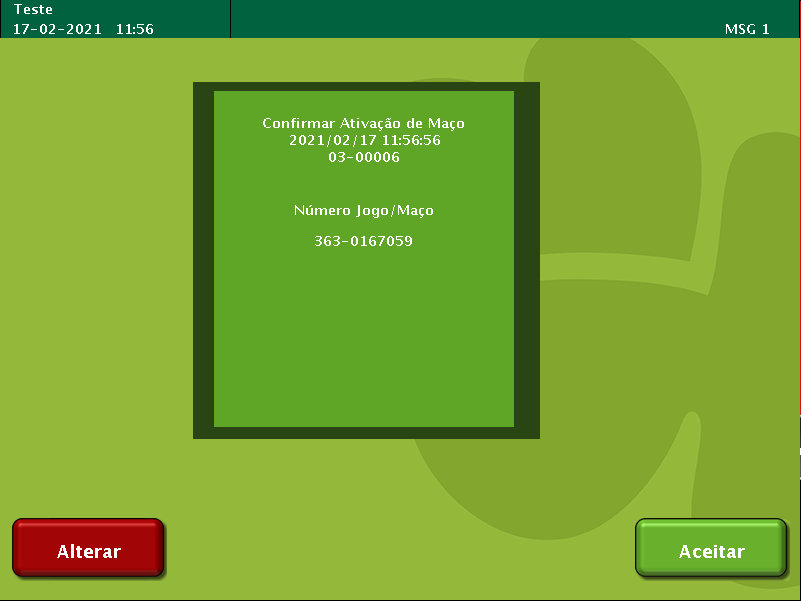 Teste
17-02-2021 11:56
MSG 1
Confirmar Ativação de Maço
2021/02/17 11:56:56
03-00006
Número Jogo/Maço
363-0167059
Alterar
Aceitar